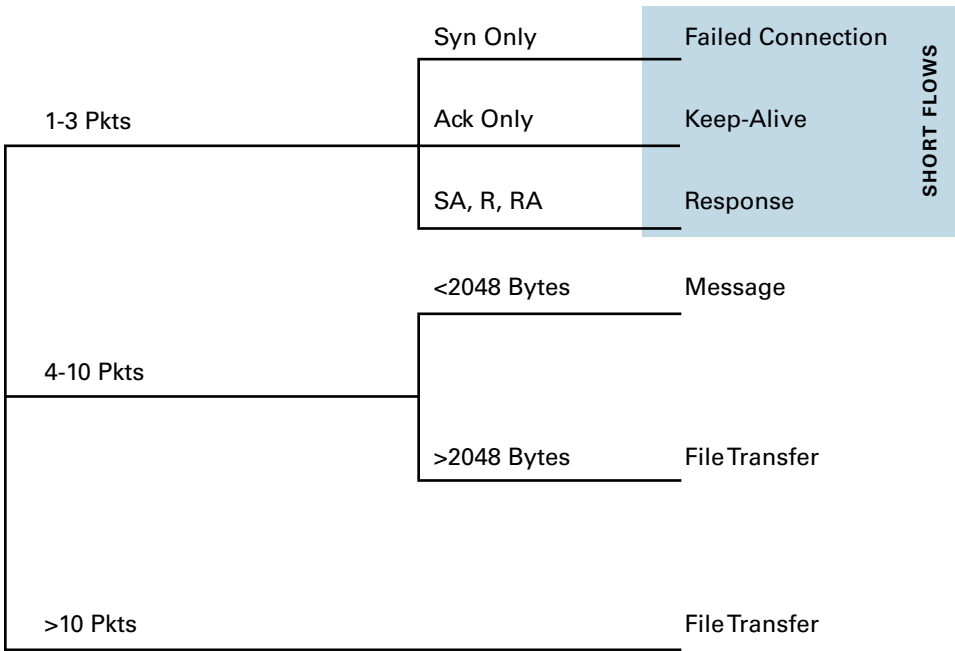 Syn Only Failed Connection
1-3 Pkts Ack Only Keep-Alive
SA, R, RA Response
SHORT FLOWS
<2048 Bytes Message
4-10 Pkts
>2048 Bytes File Transfer
>10 Pkts File Transfer